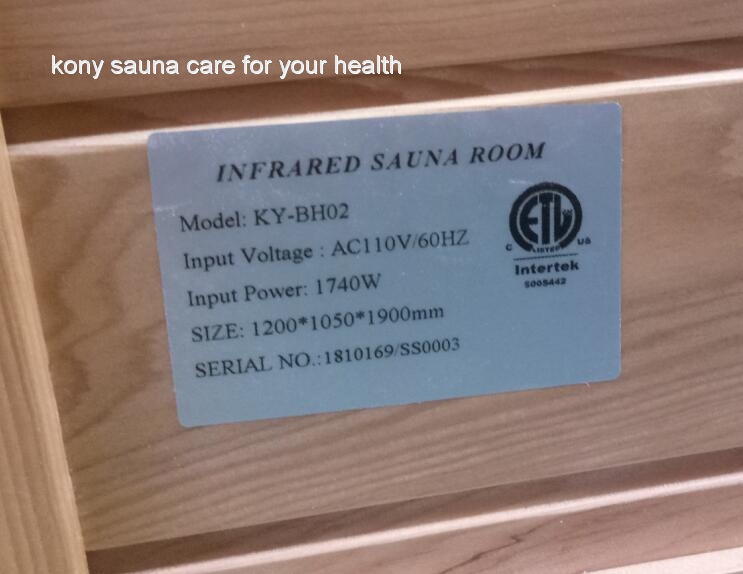 kony sauna care for your health
INFRARED SAUNA ROOM
Model: KY-BH02
Input Voltage : AC110V/60HZ
Input Power: 1740W
SIZE: 1200*1050*1900mm
SERIAL NO.:1810169/SS0003
ETL
C LISTED US
Intertek
5005442